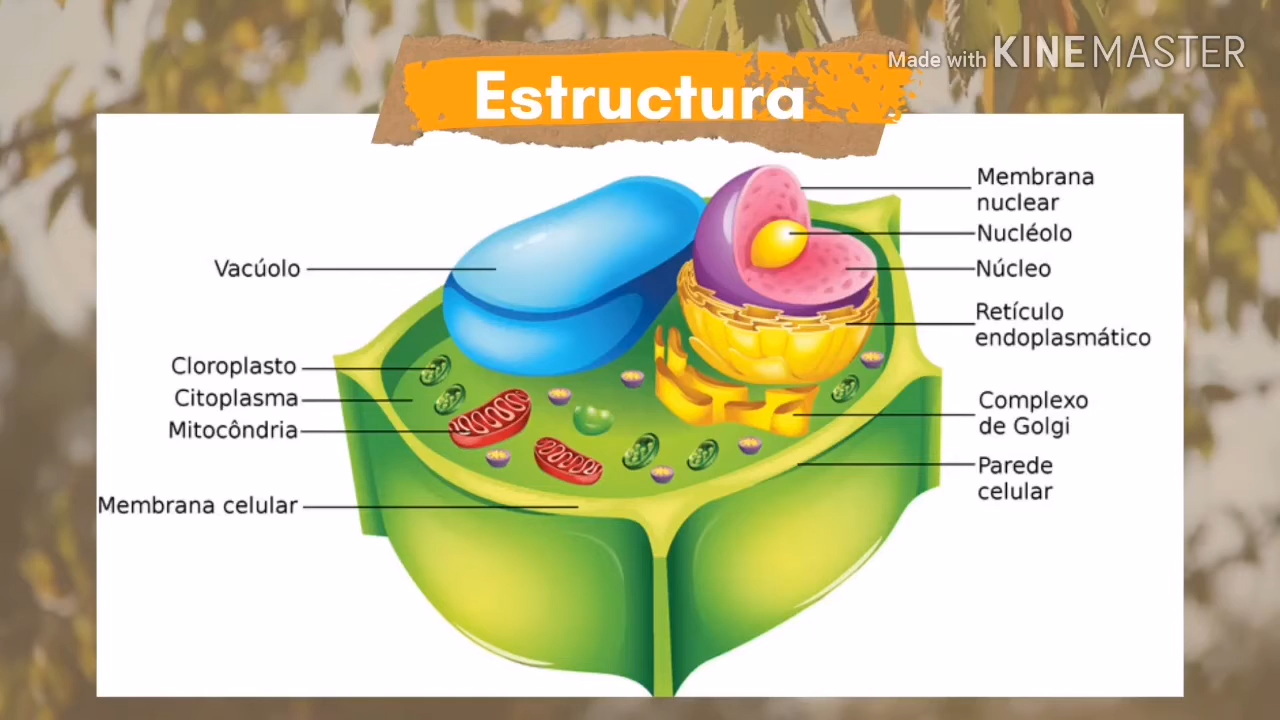 Made with KINEMASTER
Estructura
Vacúolo
Cloroplasto
Citoplasma
Mitocôndria
Membrana celular
Membrana
nuclear
Nucléolo
Núcleo
Retículo
endoplasmático
Complexo
de Golgi
Parede
celular